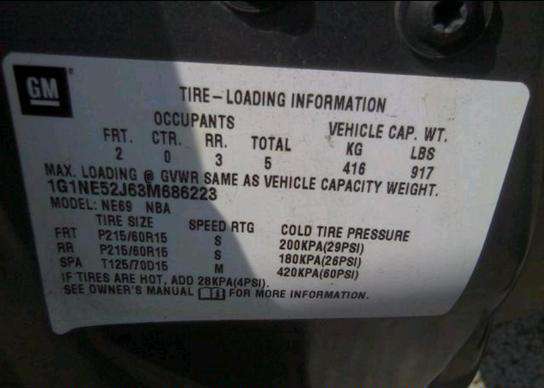 GM
TIRE-LOADING INFORMATION
OCCUPANTS VEHICLE CAP. WT.
FRT. CTR. RR. TOTAL KG LBS
2 0 3 5 416 917
MAX. LOADING @ GVWR SAME AS VEHICLE CAPACITY WEIGHT.
1G1NE52J63M686223
MODEL: NE69 NBA
TIRE SIZE SPEED RTG COLD TIRE PRESSURE
FRT P215/60R15 S 200KPA(29PSI)
RR P215/60R15 S 180KPA(26PSI)
SPA T125/70D15 M 420KPA(60PSI)
IF TIRES ARE HOT, ADD 28KPA(4PSI).
SEE OWNER'S MANUAL FOR MORE INFORMATION.